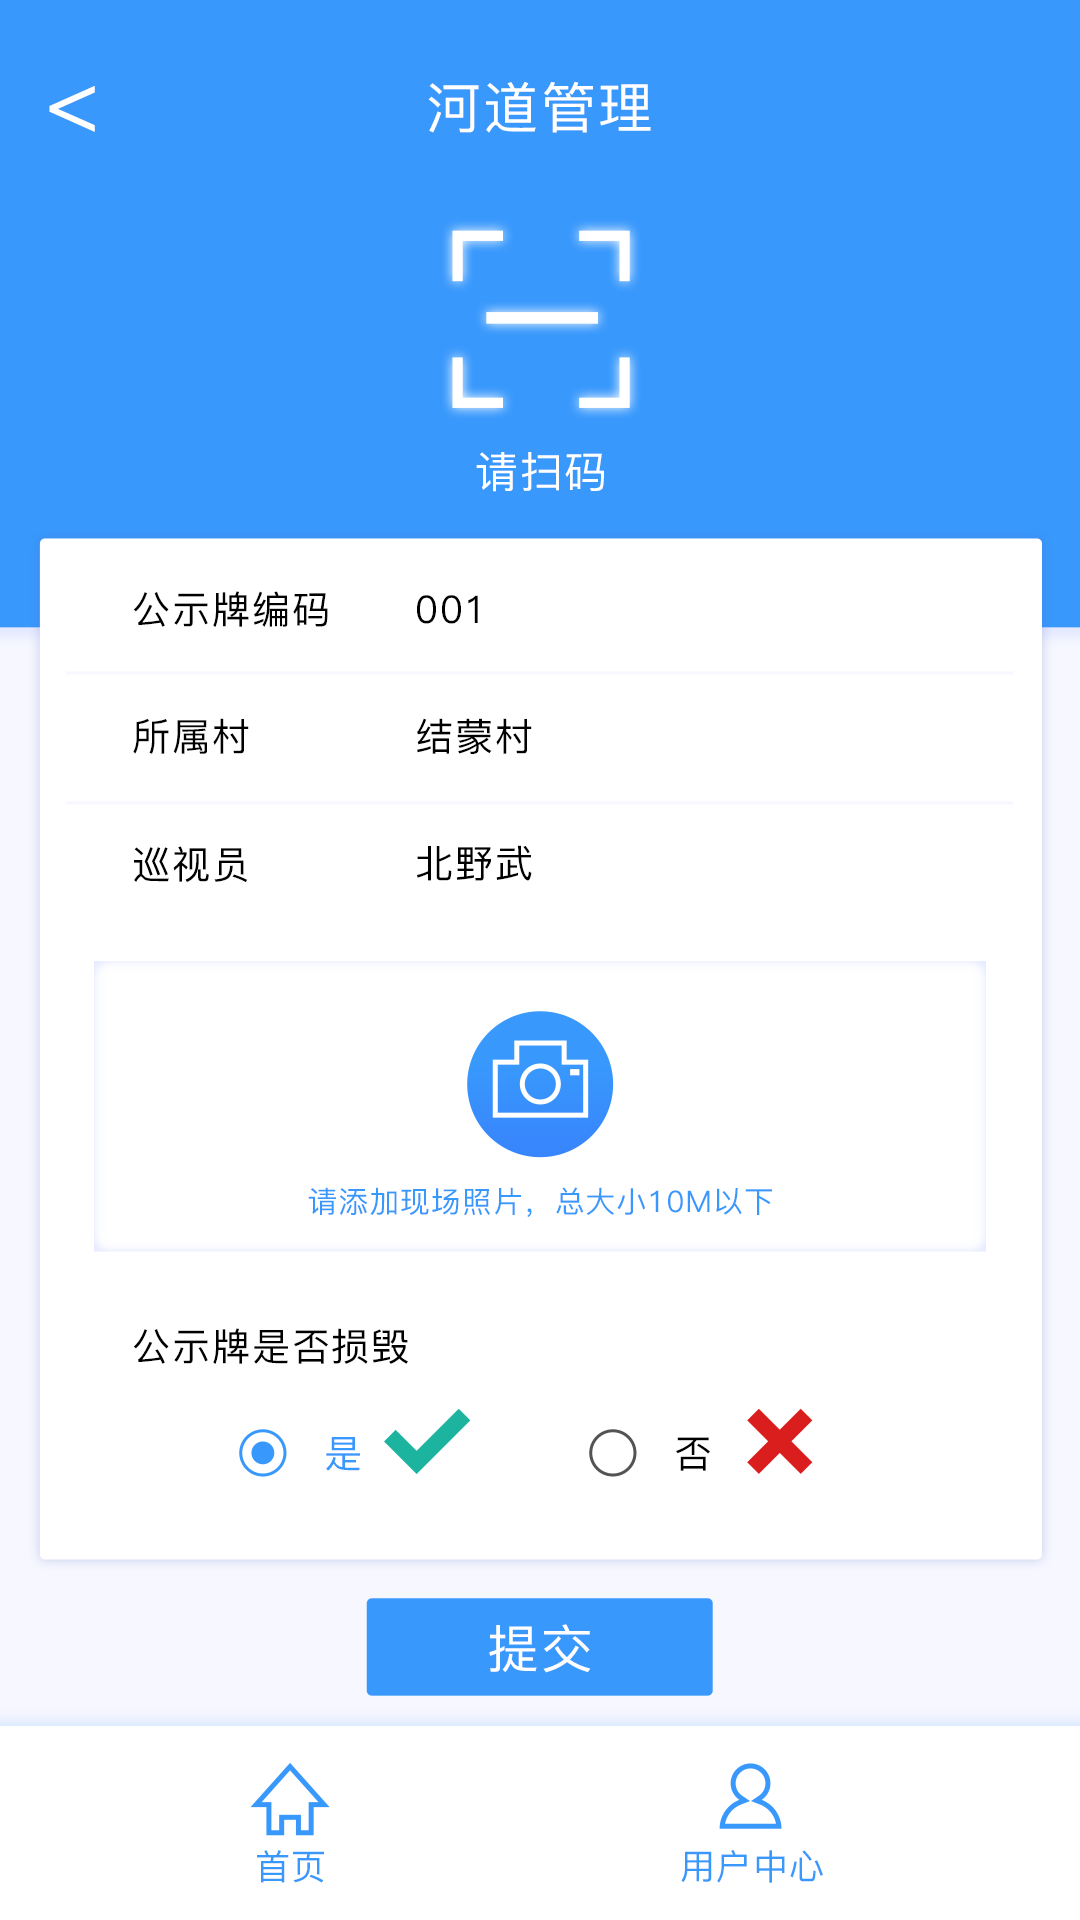 河道管理
请扫码
公示牌编码 001
所属村 结蒙村
巡视员 北野武
请添加现场照片，总大小10M以下
公示牌是否损毁
是 否
提交
首页 用户中心